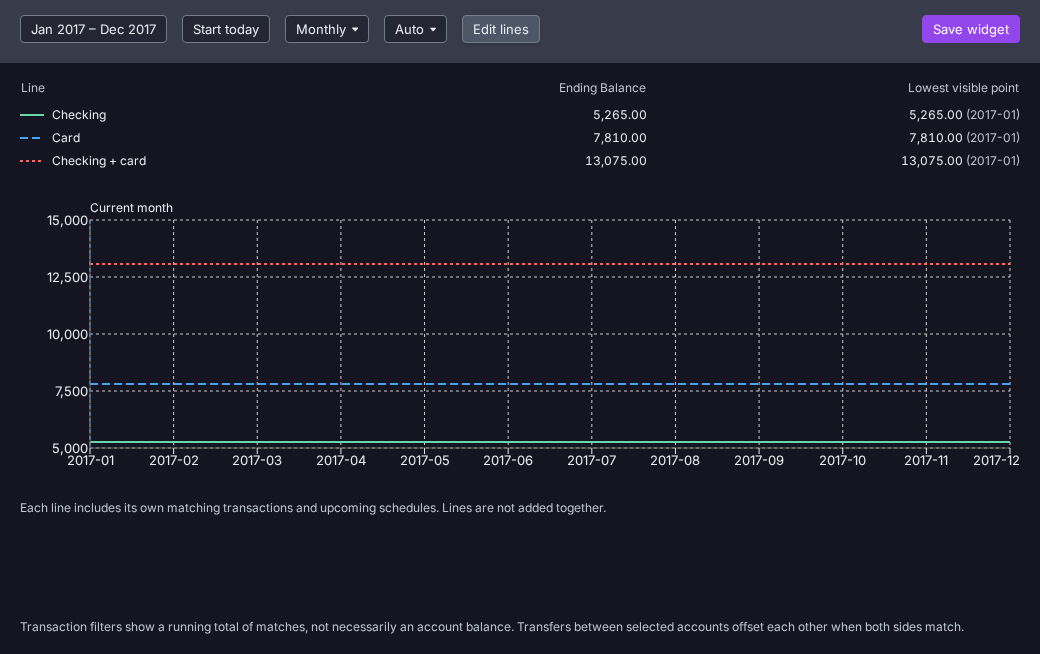 Jan 2017 – Dec 2017 Start today Monthly Auto Edit lines Save widget
Line Ending Balance Lowest visible point
Checking 5,265.00 5,265.00 (2017-01)
Card 7,810.00 7,810.00 (2017-01)
Checking + card 13,075.00 13,075.00 (2017-01)
Current month
15,000
12,500
10,000
7,500
5,000
2017-01 2017-02 2017-03 2017-04 2017-05 2017-06 2017-07 2017-08 2017-09 2017-10 2017-11 2017-12
Each line includes its own matching transactions and upcoming schedules. Lines are not added together.
Transaction filters show a running total of matches, not necessarily an account balance. Transfers between selected accounts offset each other when both sides match.